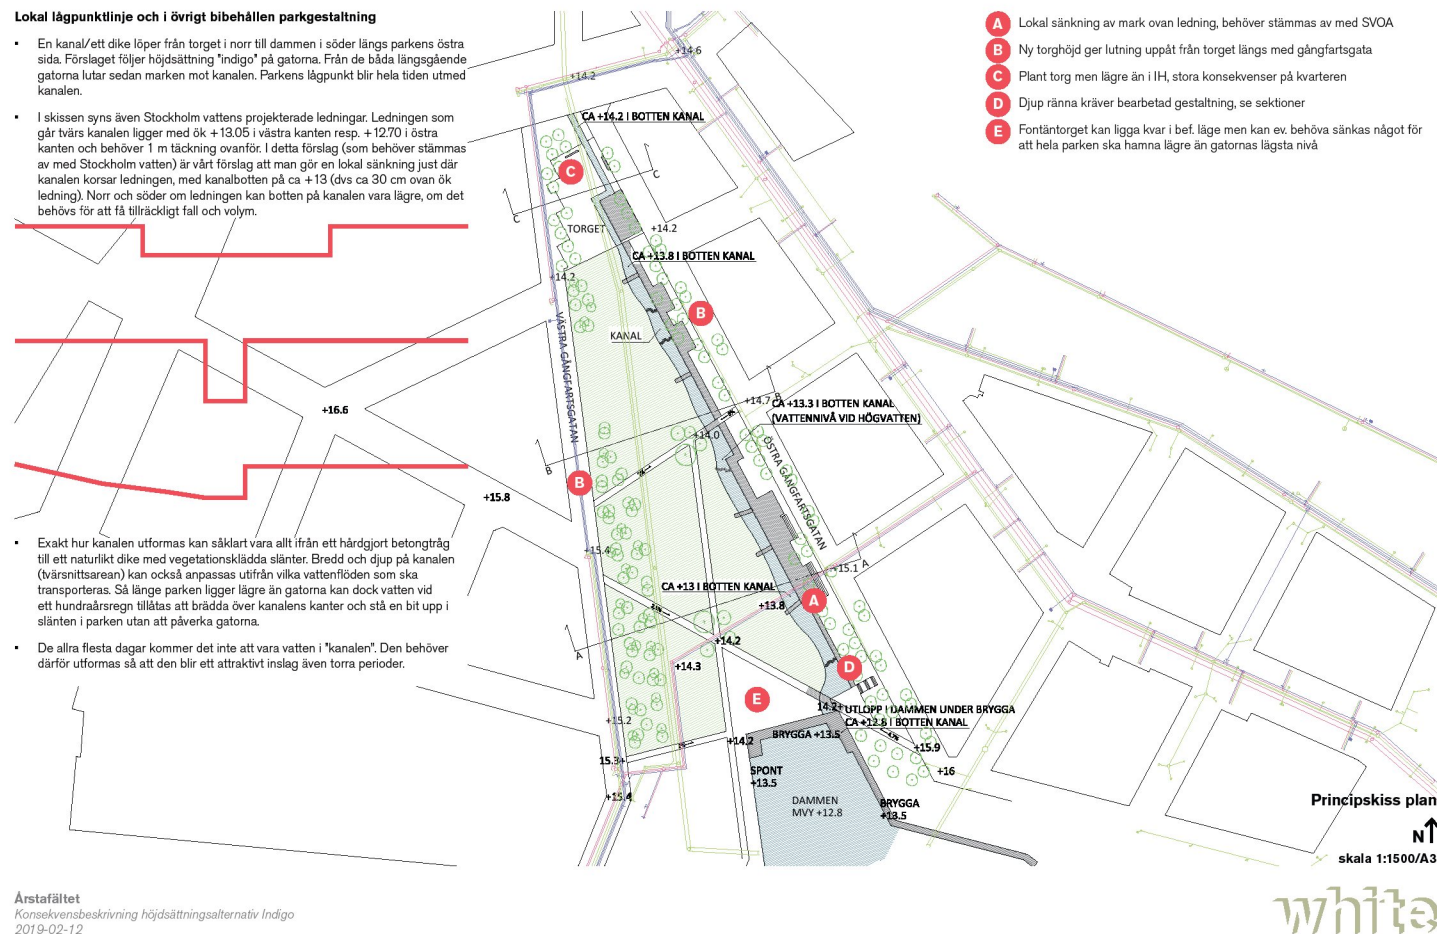 Lokal lågpunktlinje och i övrigt bibehållen parkgestaltning
▪ En kanal/ett dike löper från torget i norr till dammen i söder längs parkens östra
sida. Förslaget följer höjdsättning "indigo" på gatorna. Från de båda längsgående
gatorna lutar sedan marken mot kanalen. Parkens lågpunkt blir hela tiden utmed
kanalen.
▪ I skissen syns även Stockholm vattens projekterade ledningar. Ledningen som
går tvärs kanalen ligger med ök +13.05 i västra kanten resp. +12.70 i östra
kanten och behöver 1 m täckning ovanför. I detta förslag (som behöver stämmas
av med Stockholm vatten) är vårt förslag att man gör en lokal sänkning just där
kanalen korsar ledningen, med kanalbotten på ca +13 (dvs ca 30 cm ovan ök
ledning). Norr och söder om ledningen kan botten på kanalen vara lägre, om det
behövs för att få tillräckligt fall och volym.
▪ Exakt hur kanalen utformas kan såklart vara allt ifrån ett hårdgjort betongtråg
till ett naturlikt dike med vegetationsklädda slänter. Bredd och djup på kanalen
(tvärsnittsarean) kan också anpassas utifrån vilka vattenflöden som ska
transporteras. Så länge parken ligger lägre än gatorna kan dock vatten vid
ett hundraårsregn tillåtas att brädda över kanalens kanter och stå en bit upp i
slänten i parken utan att påverka gatorna.
▪ De allra flesta dagar kommer det inte att vara vatten i "kanalen". Den behöver
därför utformas så att den blir ett attraktivt inslag även torra perioder.
A Lokal sänkning av mark ovan ledning, behöver stämmas av med SVOA
B Ny torghöjd ger lutning uppåt från torget längs med gångfartsgata
C Plant torg men lägre än i IH, stora konsekvenser på kvarteren
D Djup ränna kräver bearbetad gestaltning, se sektioner
E Fontäntorget kan ligga kvar i bef. läge men kan ev. behöva sänkas något för
att hela parken ska hamna lägre än gatornas lägsta nivå
+14.6
+14.2
CA +14.2 I BOTTEN KANAL
C
C
C
TORGET
+14.2
CA +13.8 I BOTTEN KANAL
+14.2
B
KANAL
VÄSTRA GÅNGFARTSGATAN
+16.6
+14.7
B
CA +13.3 I BOTTEN KANAL
(VATTENNIVÅ VID HÖGVATTEN)
+14.0
ÖSTRA GÅNGFARTSGATAN
B
B
+15.8
+15.4
+15.1
A
CA +13 I BOTTEN KANAL
+13.8
A
+14.2
A
+14.3
D
E
14.2+
UTLOPP I DAMMEN UNDER BRYGGA
CA +12.8 I BOTTEN KANAL
+15.2
BRYGGA +13.5
+14.2
+15.9
15.3+
SPONT
+13.5
+16
+15.4
DAMMEN
MVY +12.8
BRYGGA
+13.5
Principskiss plan
N
skala 1:1500/A3
Årstafältet
Konsekvensbeskrivning höjdsättningsalternativ Indigo
2019-02-12
white